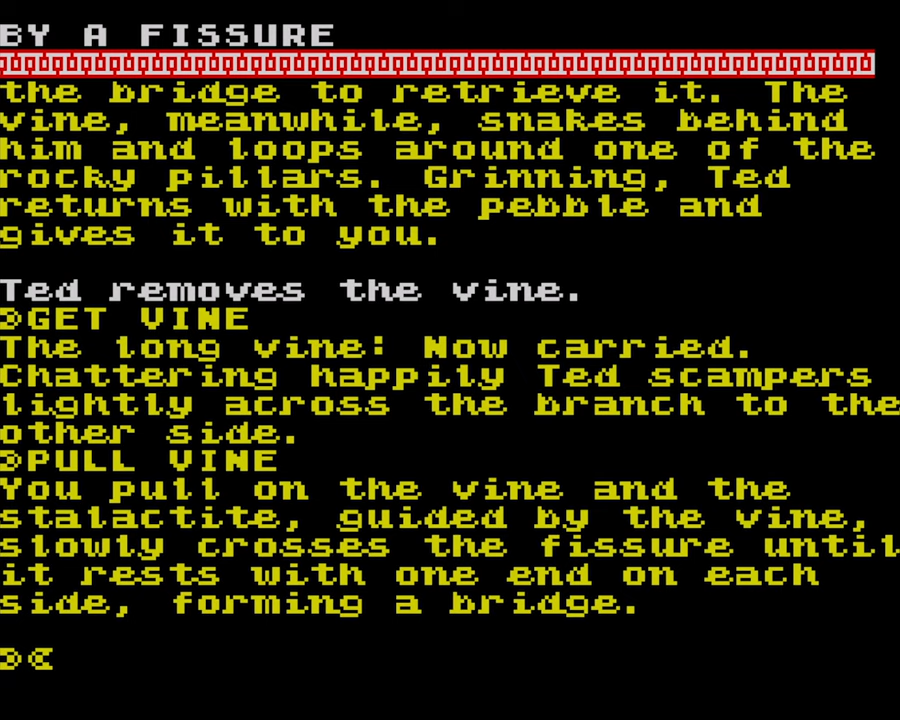 BY A FISSURE
the bridge to retrieve it. The
vine, meanwhile, snakes behind
him and loops around one of the
rocky pillars. Grinning, Ted
returns with the pebble and
gives it to you.
Ted removes the vine.
GET VINE
The long vine: Now carried.
Chattering happily Ted scampers
lightly across the branch to the
other side.
PULL VINE
You pull on the vine and the
stalactite, guided by the vine,
slowly crosses the fissure until
it rests with one end on each
side, forming a bridge.